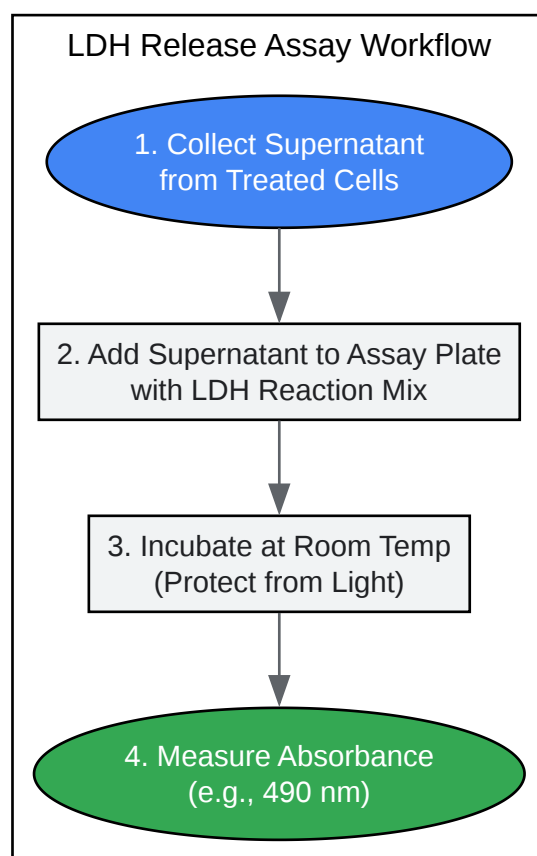 LDH Release Assay Workflow
1. Collect Supernatant
from Treated Cells
2. Add Supernatant to Assay Plate
with LDH Reaction Mix
3. Incubate at Room Temp
(Protect from Light)
4. Measure Absorbance
(e.g., 490 nm)